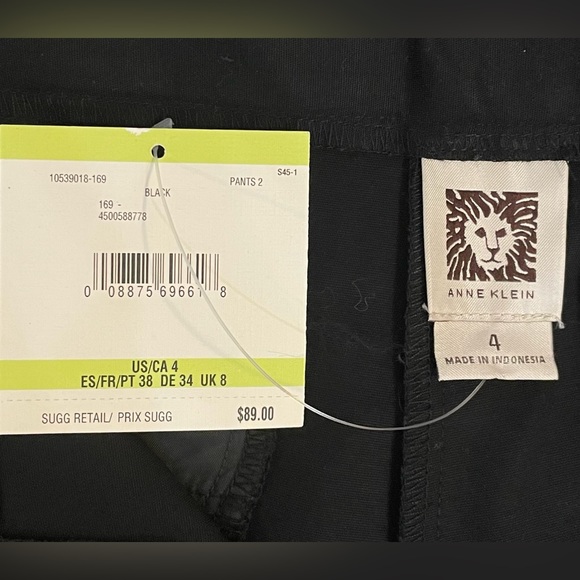 S45-1
10539018-169
PANTS 2
BLACK
169 -
4500588778
0 08875 69661 8
US/CA 4
ES/FR/PT 38 DE 34 UK 8
SUGG RETAIL/ PRIX SUGG $89.00
ANNE KLEIN
4
MADE IN INDONESIA